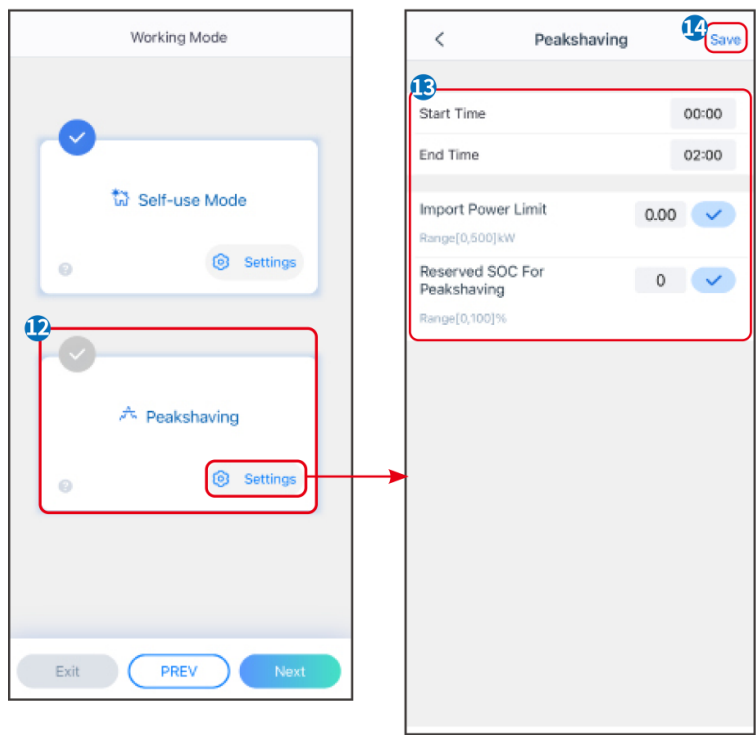 Working Mode
Self-use Mode
?
Settings
12
Peakshaving
?
Settings
Exit
PREV
Next
Peakshaving
14
Save
13
Start Time
00:00
End Time
02:00
Import Power Limit
0.00
Range[0,500]kW
Reserved SOC For
Peakshaving
0
Range[0,100]%